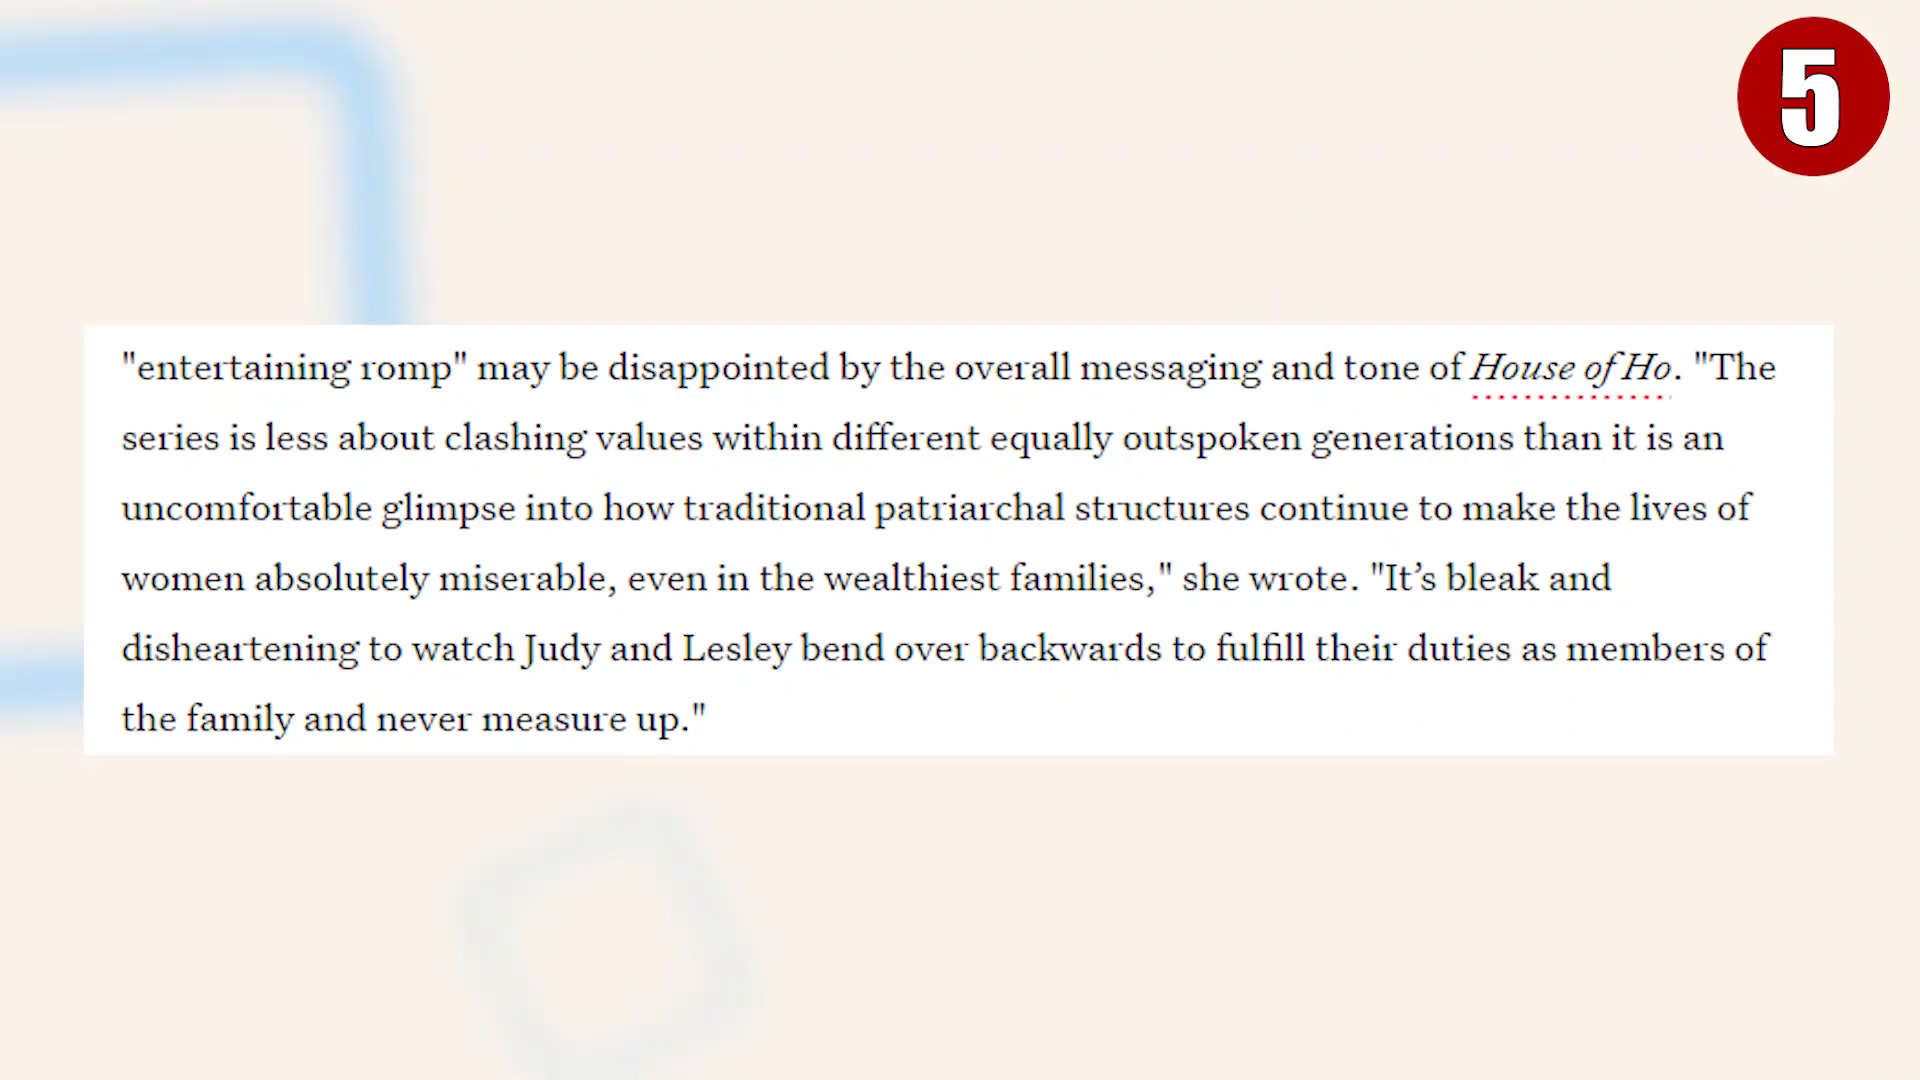 5
"entertaining romp" may be disappointed by the overall messaging and tone of House of Ho. "The
series is less about clashing values within different equally outspoken generations than it is an
uncomfortable glimpse into how traditional patriarchal structures continue to make the lives of
women absolutely miserable, even in the wealthiest families," she wrote. "It’s bleak and
disheartening to watch Judy and Lesley bend over backwards to fulfill their duties as members of
the family and never measure up."